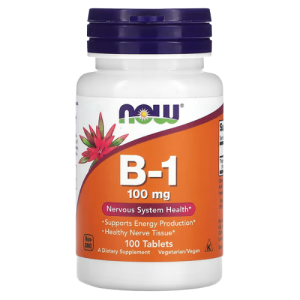 NOW
B-1
100 mg
Nervous System Health*
• Supports Energy Production*
• Healthy Nerve Tissue*
100 Tablets
A Dietary Supplement Vegetarian/Vegan